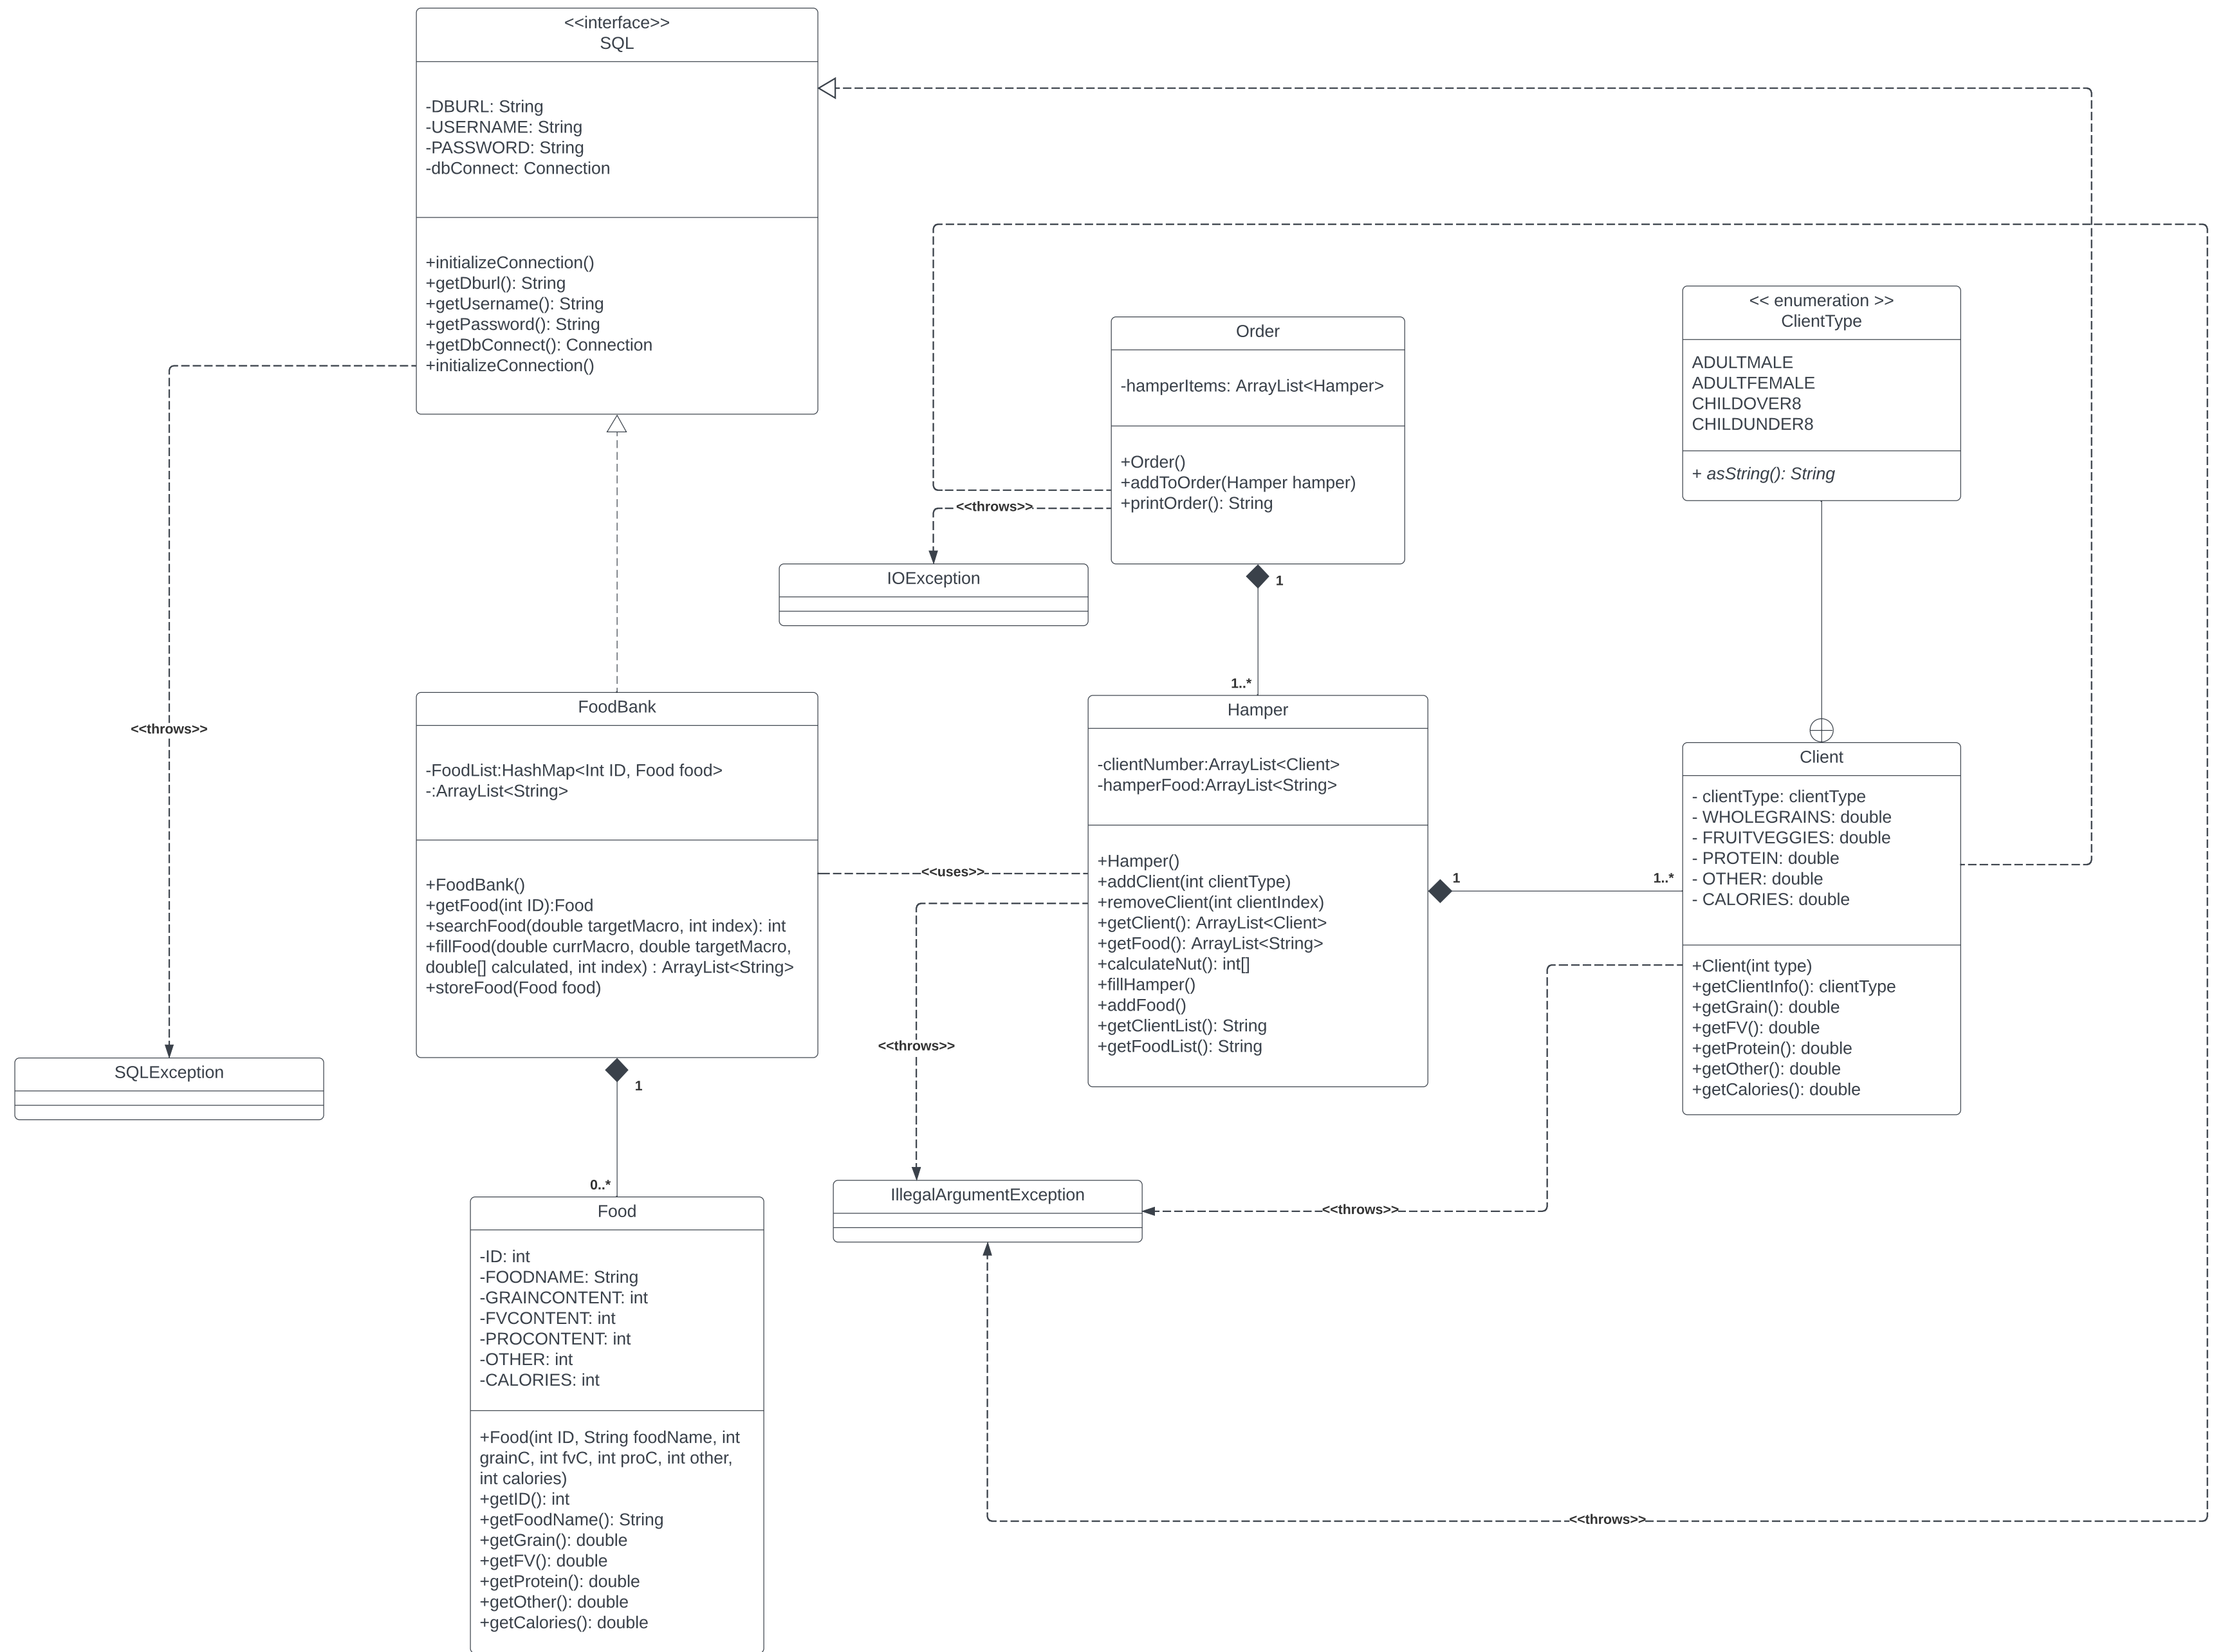 <<interface>>
SQL
-DBURL: String
-USERNAME: String
-PASSWORD: String
-dbConnect: Connection
+initializeConnection()
+getDburl(): String
+getUsername(): String
+getPassword(): String
+getDbConnect(): Connection
+initializeConnection()
Order
-hamperItems: ArrayList<Hamper>
+Order()
+addToOrder(Hamper hamper)
+printOrder(): String
<< enumeration >>
ClientType
ADULTMALE
ADULTFEMALE
CHILDOVER8
CHILDUNDER8
+ asString(): String
<<throws>>
IOException
1
1..*
<<throws>>
FoodBank
-FoodList:HashMap<Int ID, Food food>
-:ArrayList<String>
+FoodBank()
+getFood(int ID):Food
+searchFood(double targetMacro, int index): int
+fillFood(double currMacro, double targetMacro,
double[] calculated, int index) : ArrayList<String>
+storeFood(Food food)
<<uses>>
Hamper
-clientNumber:ArrayList<Client>
-hamperFood:ArrayList<String>
+Hamper()
+addClient(int clientType)
+removeClient(int clientIndex)
+getClient(): ArrayList<Client>
+getFood(): ArrayList<String>
+calculateNut(): int[]
+fillHamper()
+addFood()
+getClientList(): String
+getFoodList(): String
1
1..*
Client
- clientType: clientType
- WHOLEGRAINS: double
- FRUITVEGGIES: double
- PROTEIN: double
- OTHER: double
- CALORIES: double
+Client(int type)
+getClientInfo(): clientType
+getGrain(): double
+getFV(): double
+getProtein(): double
+getOther(): double
+getCalories(): double
<<throws>>
SQLException
1
0..*
IllegalArgumentException
<<throws>>
Food
-ID: int
-FOODNAME: String
-GRAINCONTENT: int
-FVCONTENT: int
-PROCONTENT: int
-OTHER: int
-CALORIES: int
+Food(int ID, String foodName, int
grainC, int fvC, int proC, int other,
int calories)
+getID(): int
+getFoodName(): String
+getGrain(): double
+getFV(): double
+getProtein(): double
+getOther(): double
+getCalories(): double
<<throws>>